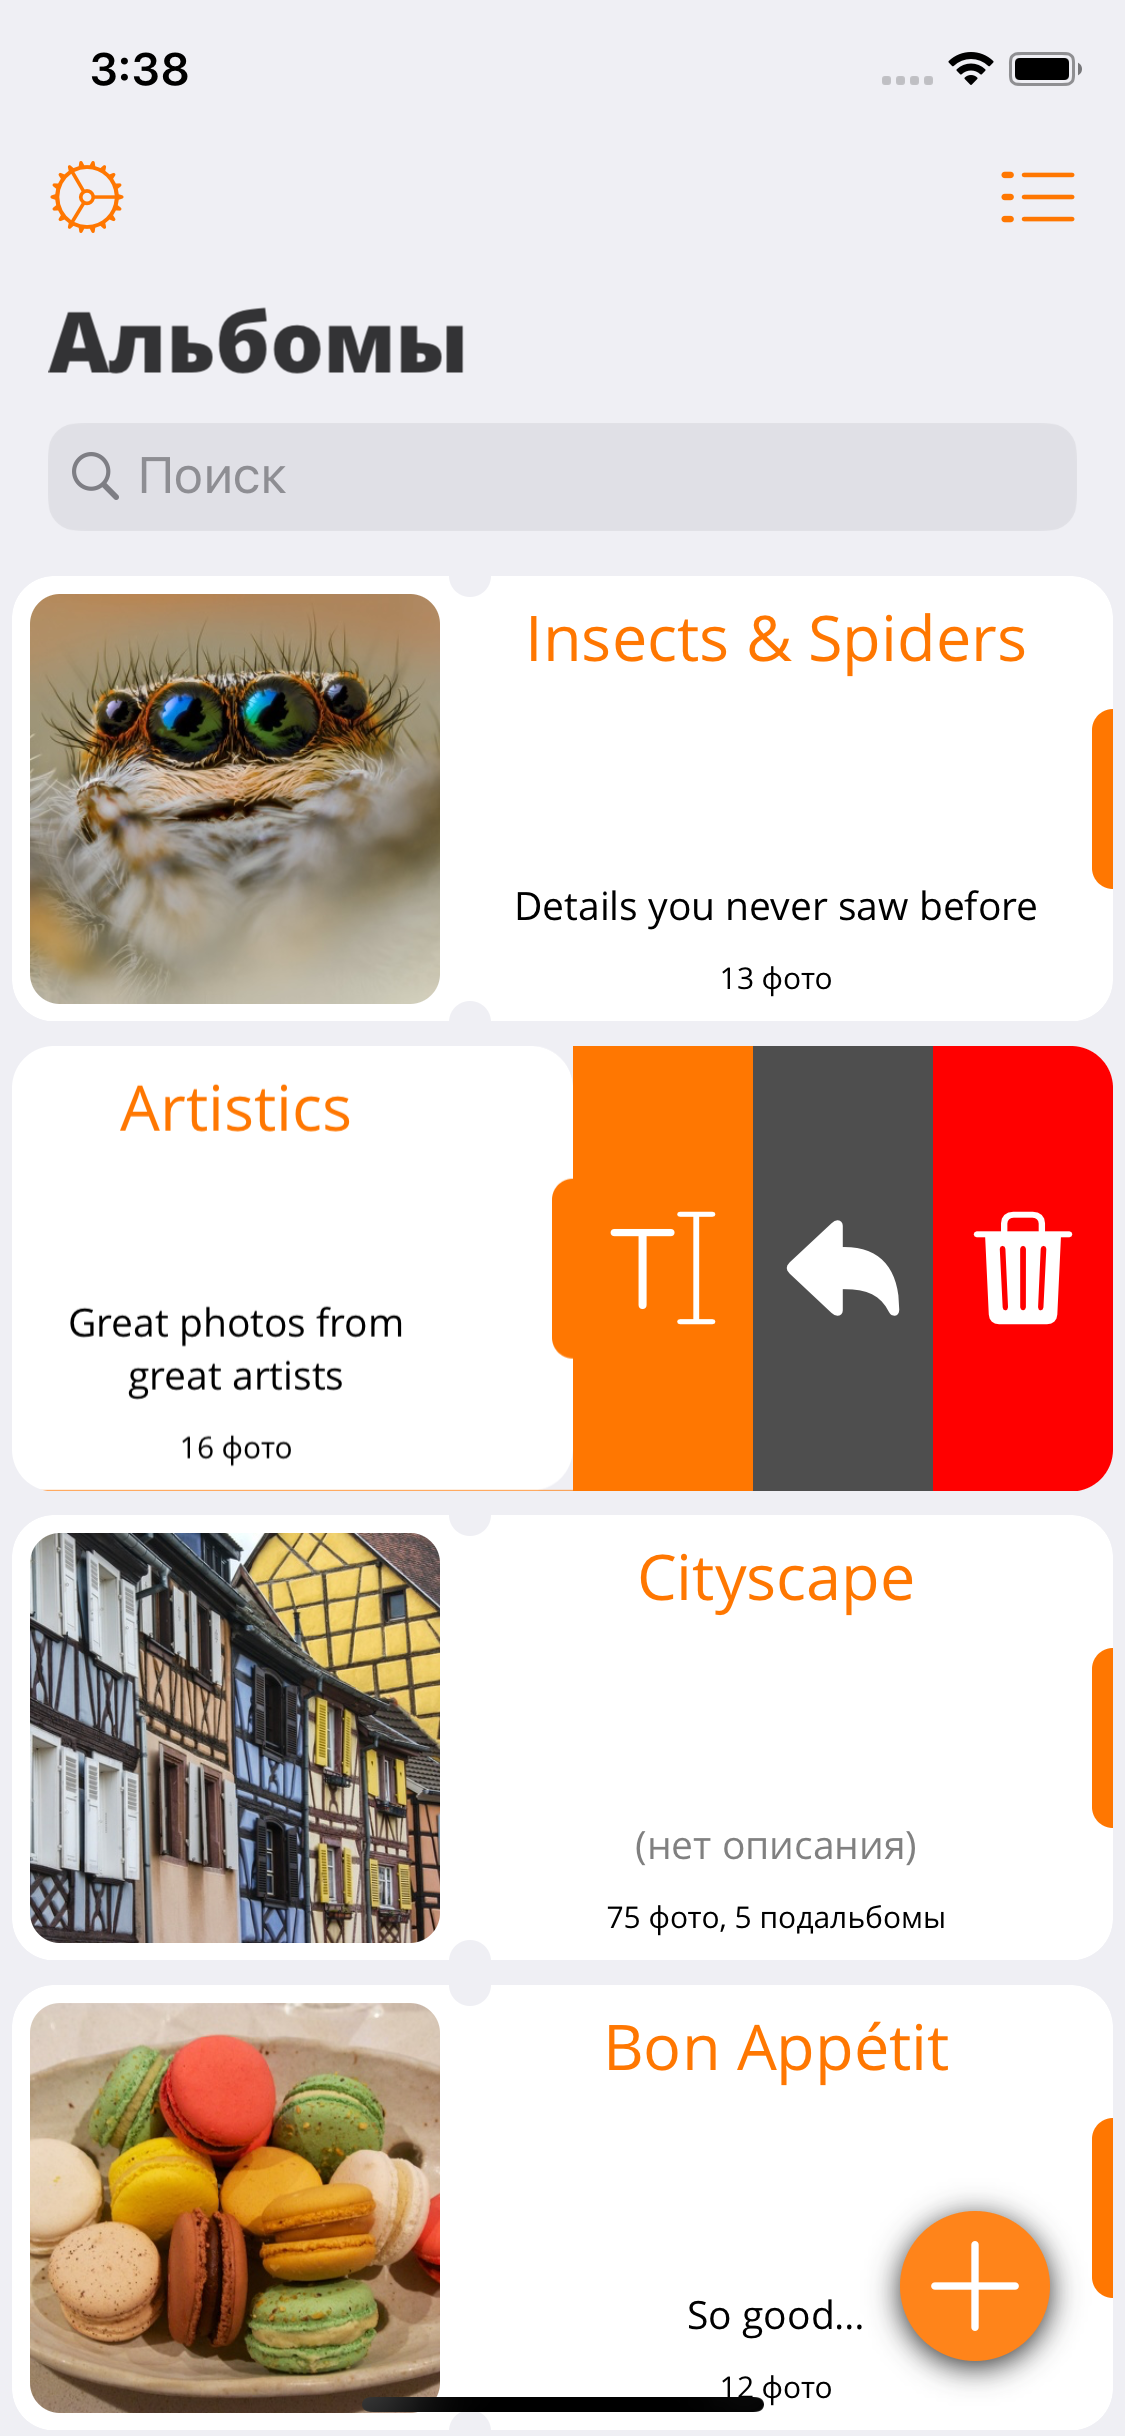 3:38
Альбомы
Поиск
Insects & Spiders
Details you never saw before
13 фото
Artistics
Great photos from
great artists
16 фото
Cityscape
(нет описания)
75 фото, 5 подальбомы
Bon Appétit
So good...
12 фото